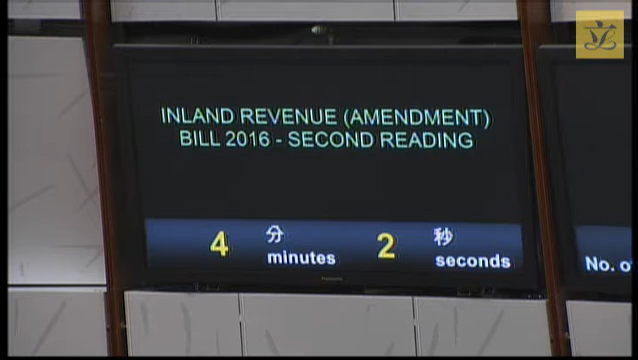 INLAND REVENUE (AMENDMENT)
BILL 2016 - SECOND READING
4 分 minutes 2 秒 seconds
No. o